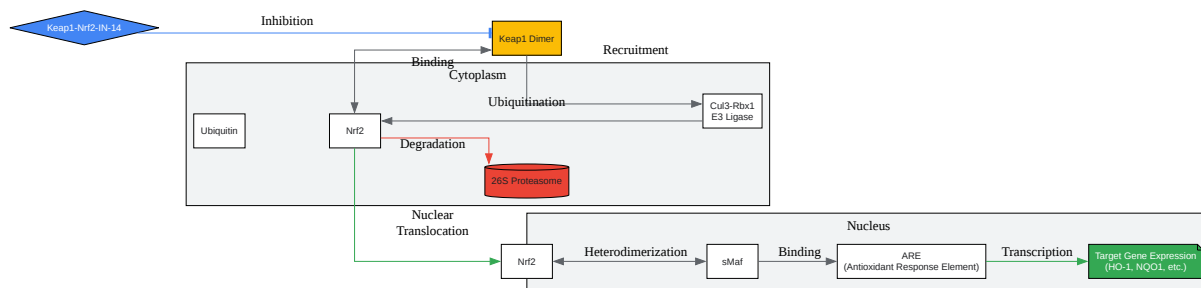 Keap1-Nrf2-IN-14
Inhibition
Keap1 Dimer
Recruitment
Binding
Cytoplasm
Ubiquitination
Cul3-Rbx1
E3 Ligase
Ubiquitin
Nrf2
Degradation
26S Proteasome
Nuclear
Translocation
Nucleus
Nrf2
Heterodimerization
sMaf
Binding
ARE
(Antioxidant Response Element)
Transcription
Target Gene Expression
(HO-1, NQO1, etc.)